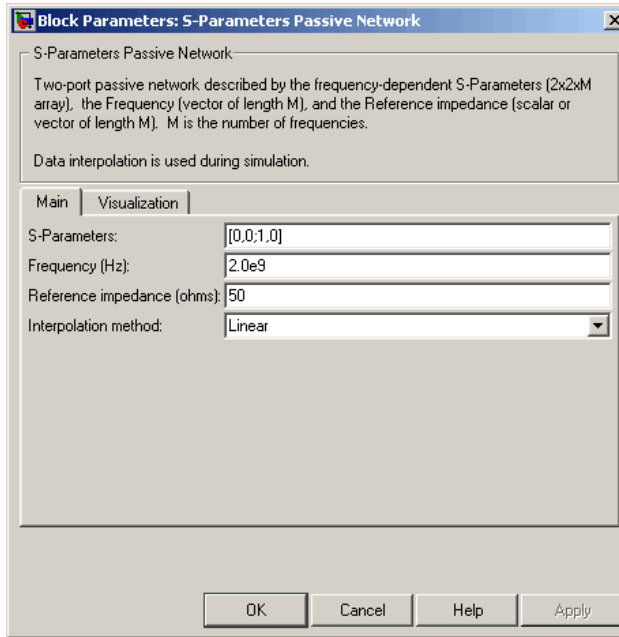 Block Parameters: S-Parameters Passive Network
S-Parameters Passive Network
Two-port passive network described by the frequency-dependent S-Parameters (2x2xM
array),  the Frequency (vector of length M), and the Reference impedance (scalar or
vector of length M).  M is the number of frequencies.
Data interpolation is used during simulation.
Main Visualization
S-Parameters: [0,0;1,0]
Frequency (Hz): 2.0e9
Reference impedance (ohms): 50
Interpolation method: Linear
OK Cancel Help Apply